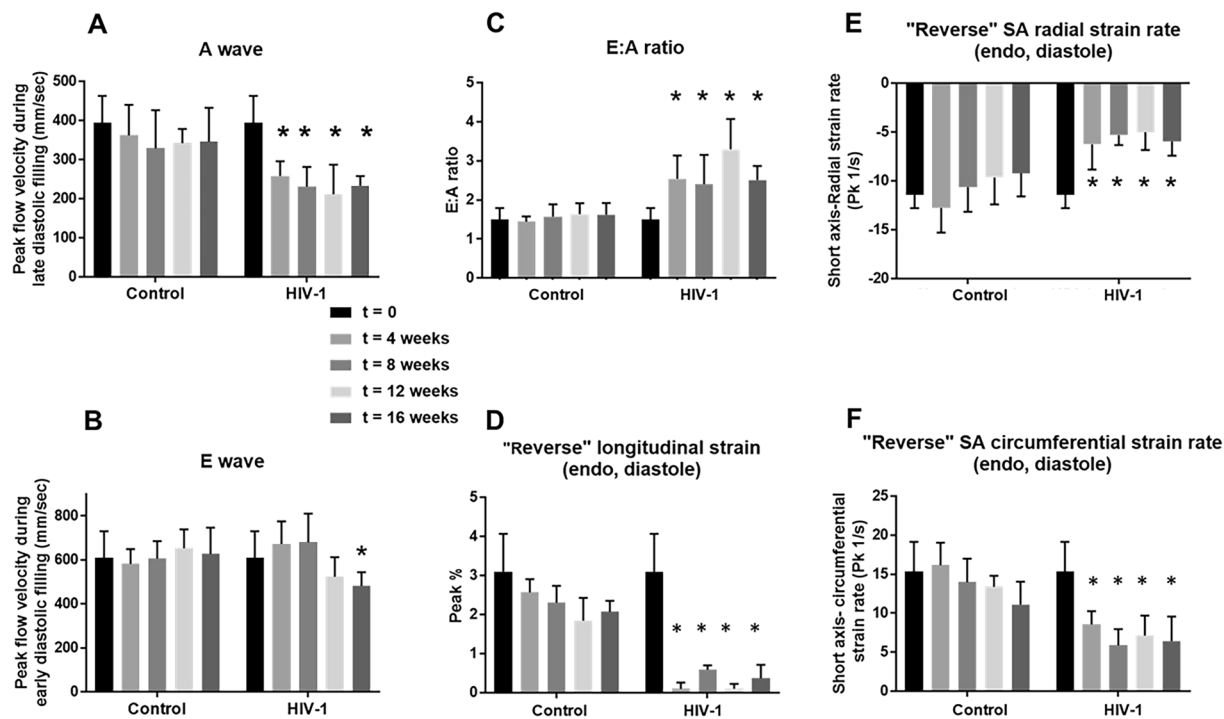 A
A wave
Peak flow velocity during
late diastolic filling (mm/sec)
500
400
300
200
100
0
Control
HIV-1
C
E:A ratio
E:A ratio
5
4
3
2
1
0
* * * *
Control
HIV-1
E
"Reverse" SA radial strain rate
(endo, diastole)
Short axis-Radial strain rate
(Pk 1/s)
0
-5
-10
-15
-20
* * * *
Control
HIV-1
* * * *
t = 0
t = 4 weeks
t = 8 weeks
t = 12 weeks
t = 16 weeks
B
E wave
Peak flow velocity during
early diastolic filling (mm/sec)
800
600
400
200
0
*
Control
HIV-1
D
"Reverse" longitudinal strain
(endo, diastole)
Peak %
5
4
3
2
1
0
* * * *
Control
HIV-1
F
"Reverse" SA circumferential strain rate
(endo, diastole)
Short axis- circumferential
strain rate (Pk 1/s)
25
20
15
10
5
0
* * * *
Control
HIV-1